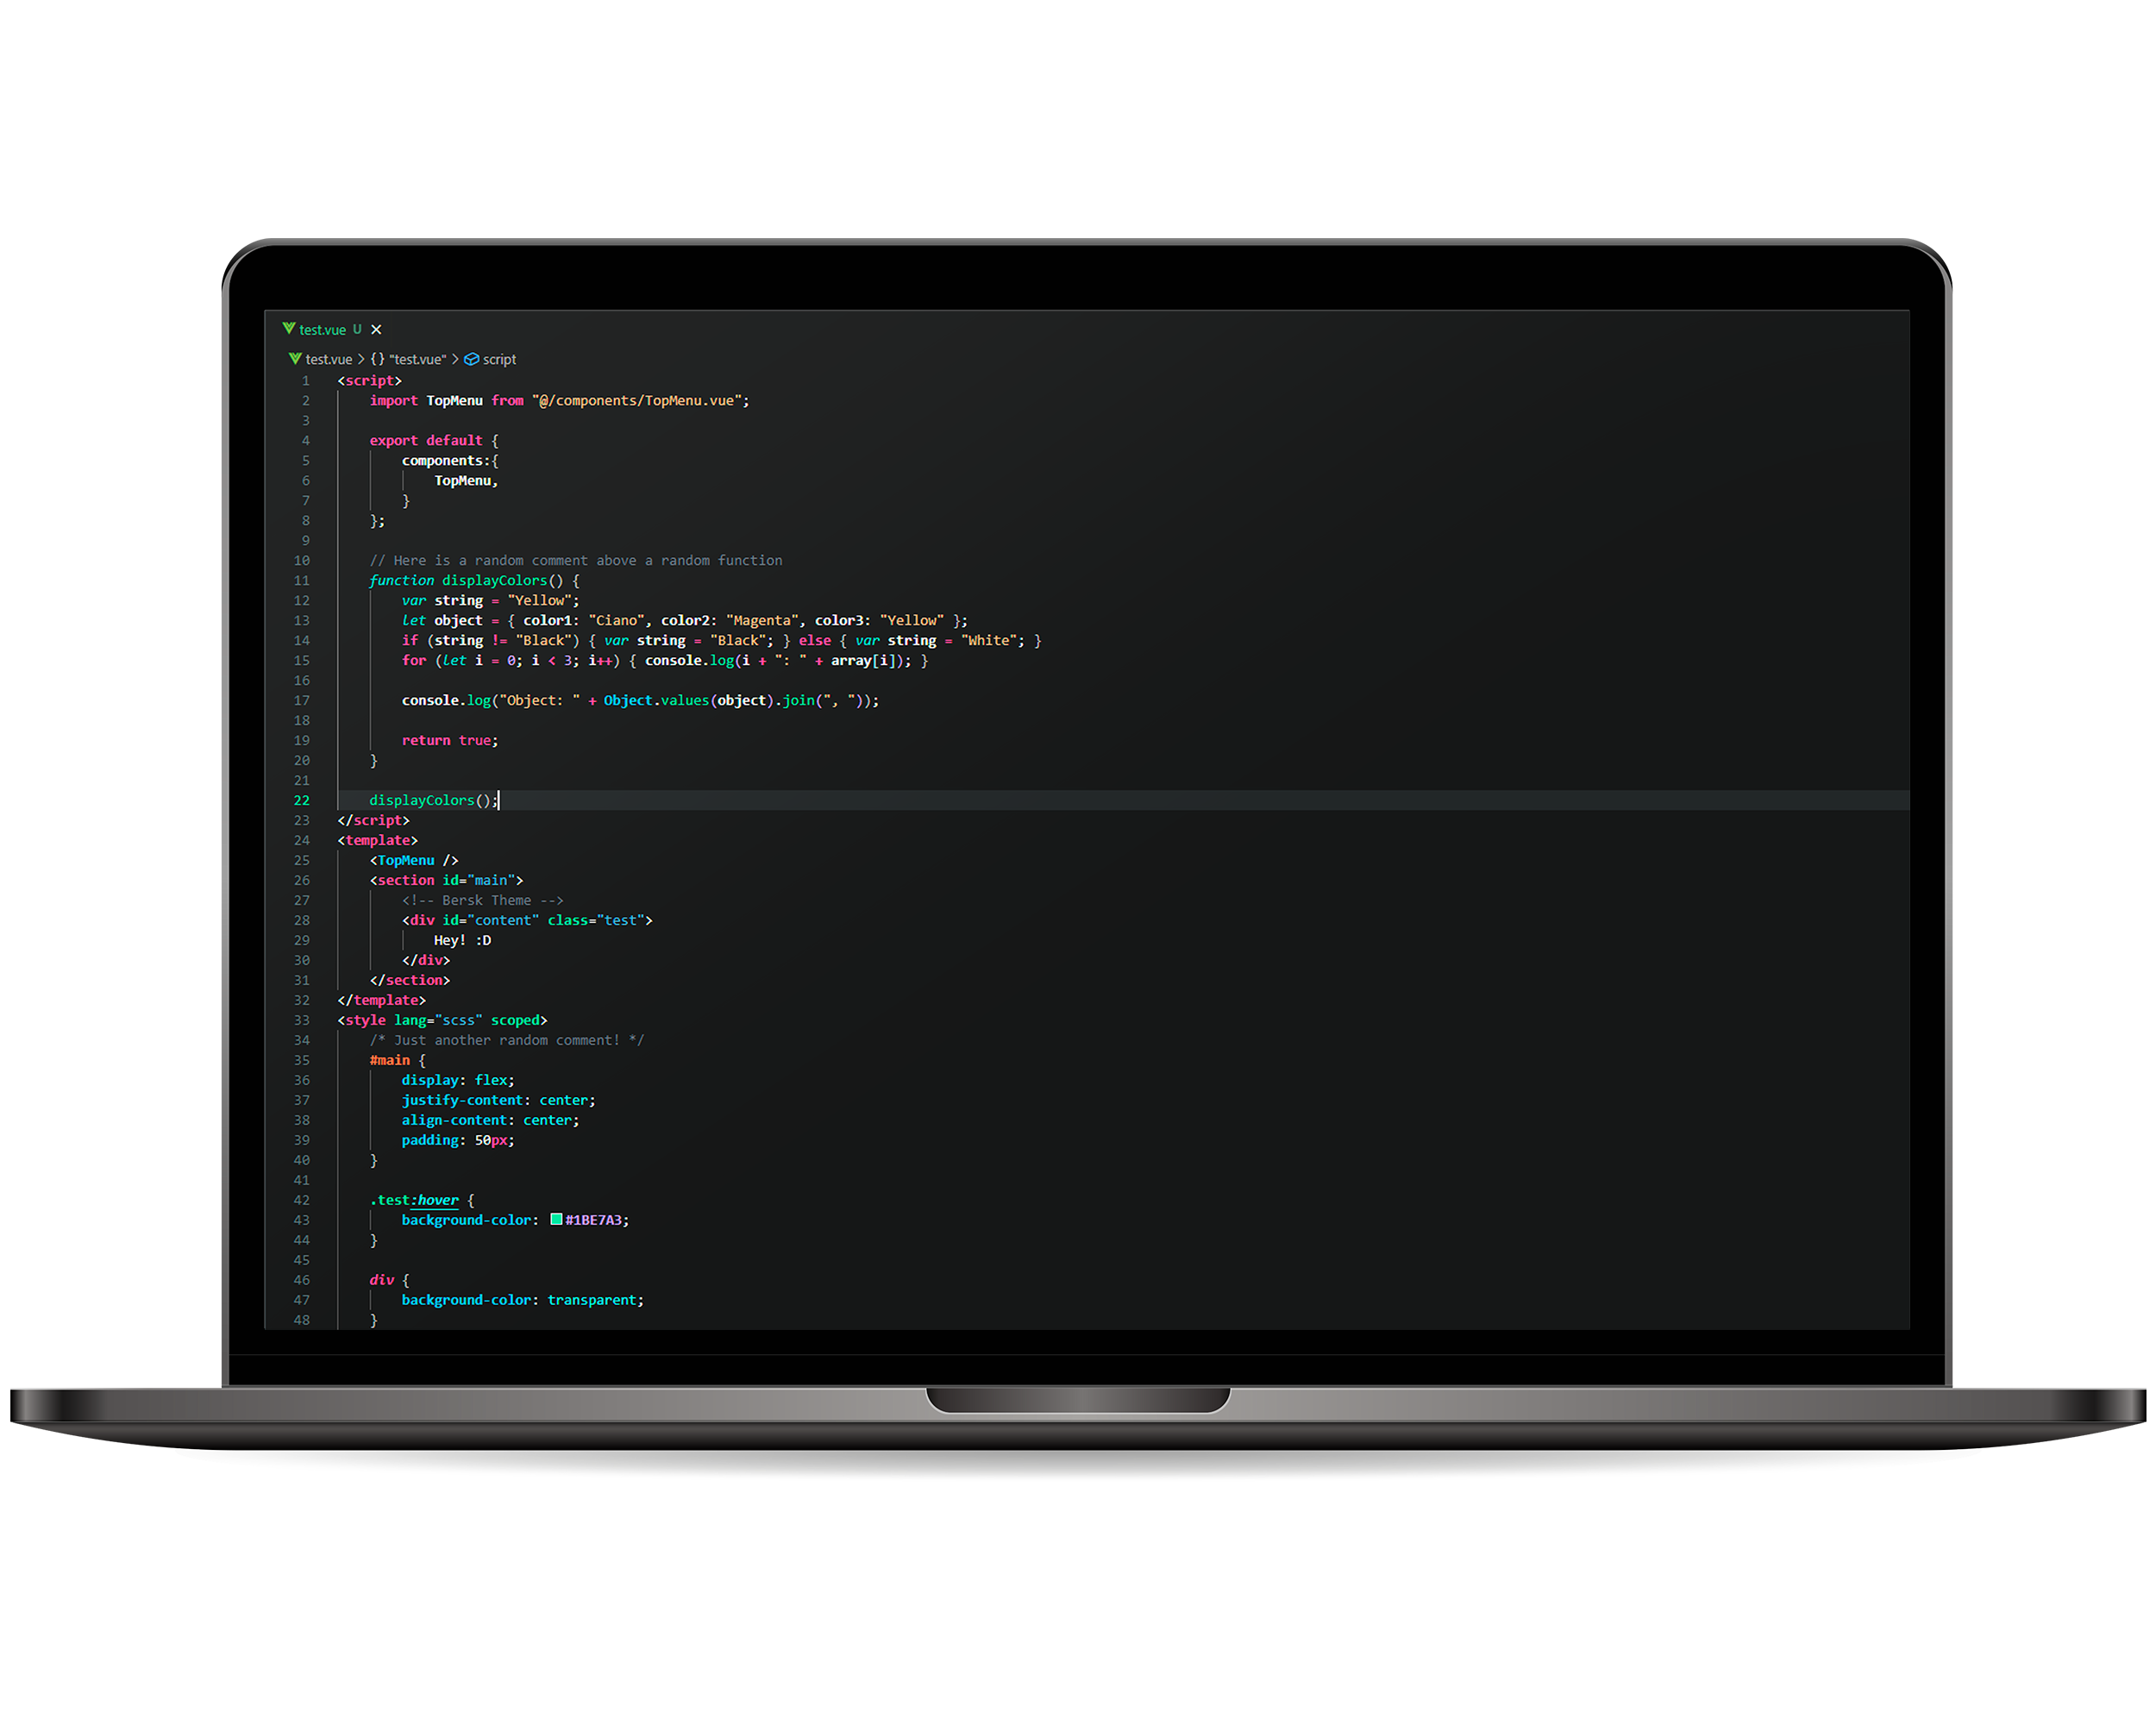 test.vue U ×
test.vue > {} "test.vue" > script
1 <script>
2 import TopMenu from "@/components/TopMenu.vue";
3
4 export default {
5 components:{
6 TopMenu,
7 }
8 };
9
10 // Here is a random comment above a random function
11 function displayColors() {
12 var string = "Yellow";
13 let object = { color1: "Ciano", color2: "Magenta", color3: "Yellow" };
14 if (string != "Black") { var string = "Black"; } else { var string = "White"; }
15 for (let i = 0; i < 3; i++) { console.log(i + ": " + array[i]); }
16
17 console.log("Object: " + Object.values(object).join(", "));
18
19 return true;
20 }
21
22 displayColors();
23 </script>
24 <template>
25 <TopMenu />
26 <section id="main">
27 <!-- Bersk Theme -->
28 <div id="content" class="test">
29 Hey! :D
30 </div>
31 </section>
32 </template>
33 <style lang="scss" scoped>
34 /* Just another random comment! */
35 #main {
36 display: flex;
37 justify-content: center;
38 align-content: center;
39 padding: 50px;
40 }
41
42 .test:hover {
43 background-color: #1BE7A3;
44 }
45
46 div {
47 background-color: transparent;
48 }